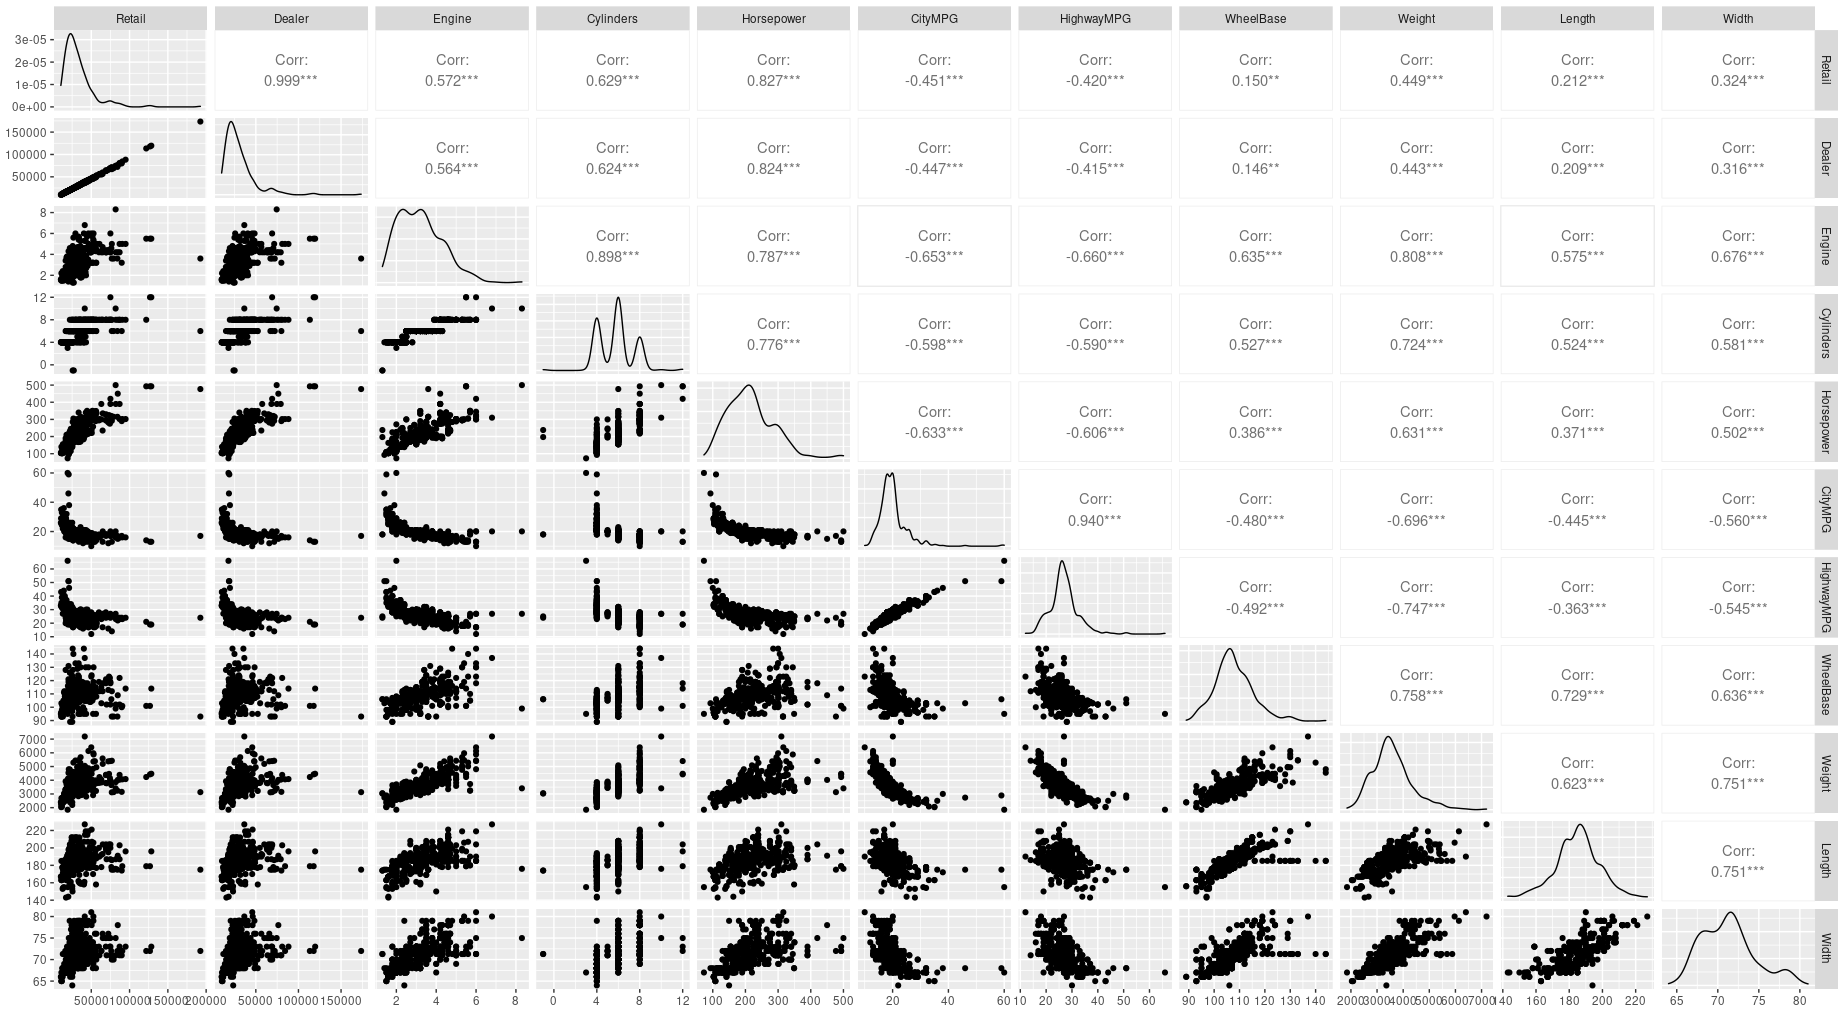 Retail Dealer Engine Cylinders Horsepower CityMPG HighwayMPG WheelBase Weight Length Width
3e-05
2e-05
1e-05
0e+00
Corr: Corr: Corr: Corr: Corr: Corr: Corr: Corr: Corr: Corr:
0.999*** 0.572*** 0.629*** 0.827*** -0.451*** -0.420*** 0.150** 0.449*** 0.212*** 0.324***
Retail
150000
100000
50000
Corr: Corr: Corr: Corr: Corr: Corr: Corr: Corr: Corr:
0.564*** 0.624*** 0.824*** -0.447*** -0.415*** 0.146** 0.443*** 0.209*** 0.316***
Dealer
8
6
4
2
Corr: Corr: Corr: Corr: Corr: Corr: Corr: Corr:
0.898*** 0.787*** -0.653*** -0.660*** 0.635*** 0.808*** 0.575*** 0.676***
Engine
12
8
4
0
Corr: Corr: Corr: Corr: Corr: Corr: Corr:
0.776*** -0.598*** -0.590*** 0.527*** 0.724*** 0.524*** 0.581***
Cylinders
500
400
300
200
100
Corr: Corr: Corr: Corr: Corr: Corr:
-0.633*** -0.606*** 0.386*** 0.631*** 0.371*** 0.502***
Horsepower
60
40
20
Corr: Corr: Corr: Corr: Corr:
0.940*** -0.480*** -0.696*** -0.445*** -0.560***
CityMPG
60
50
40
30
20
10
Corr: Corr: Corr: Corr:
-0.492*** -0.747*** -0.363*** -0.545***
HighwayMPG
140
130
120
110
100
90
Corr: Corr: Corr:
0.758*** 0.729*** 0.636***
WheelBase
7000
6000
5000
4000
3000
2000
Corr: Corr:
0.623*** 0.751***
Weight
220
200
180
160
140
Corr:
0.751***
Length
80
75
70
65
Width
50000 100000 150000 50000 100000 150000 2 4 6 8 0 4 8 12 100 200 300 400 500 20 40 60 10 20 30 40 50 60 90 100 110 120 130 140 2000 3000 4000 5000 6000 7000 140 160 180 200 220 65 70 75 80